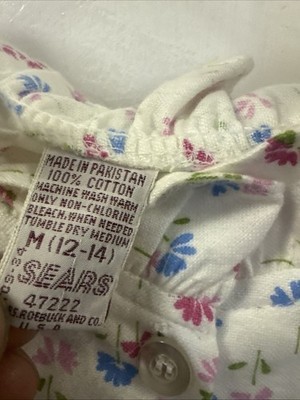 MADE IN PAKISTAN
100% COTTON
MACHINE WASH WARM
ONLY NON-CHLORINE
BLEACH, WHEN NEEDED
TUMBLE DRY MEDIUM
M (12-14)
SEARS
47222
ROEBUCK AND CO.
U.S.A.